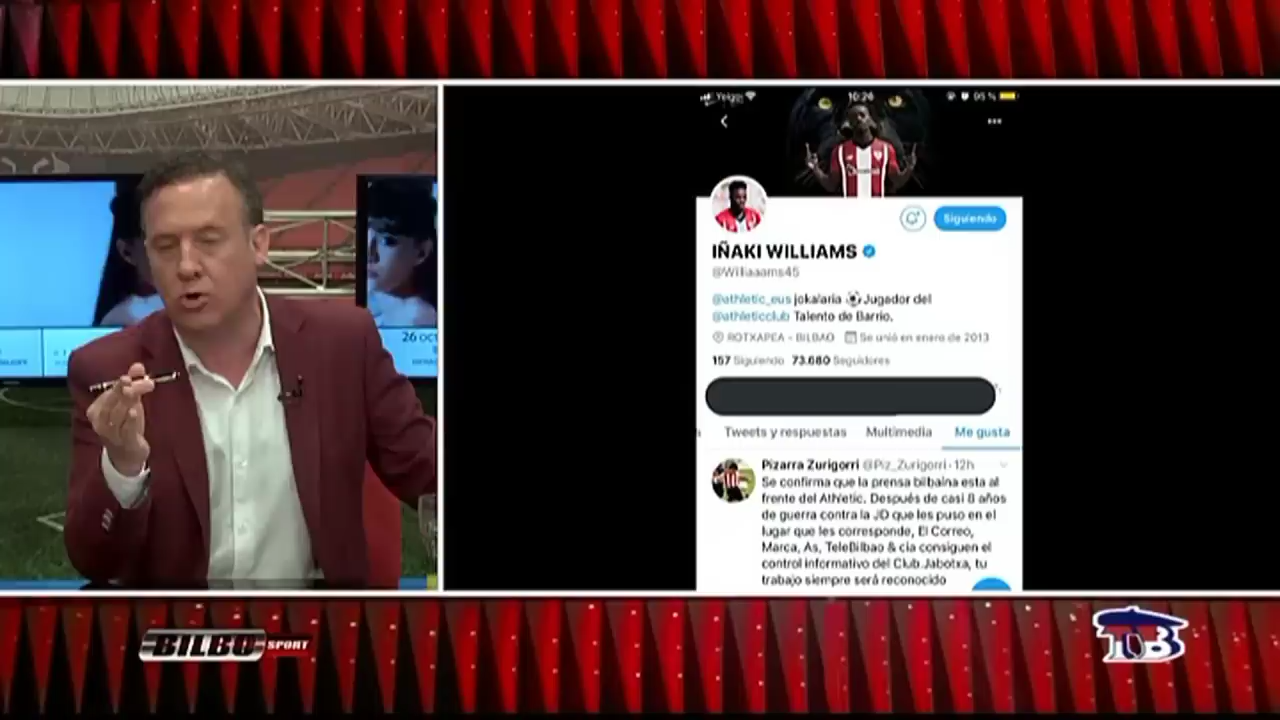 Yoigo 10:26 95 %
Siguiendo
IÑAKI WILLIAMS
@Williaaams45
@athletic_eus jokalaria ⚽Jugador del
@athleticclub Talento de Barrio.
ROTXAPEA - BILBAO Se unió en enero de 2013
157 Siguiendo 73.680 Seguidores
Tweets y respuestas Multimedia Me gusta
Pizarra Zurigorri @Piz_Zurigorri · 12h
Se confirma que la prensa bilbaina esta al
frente del Athletic. Después de casi 8 años
de guerra contra la JD que les puso en el
lugar que les corresponde, El Correo,
Marca, As, TeleBilbao & cia consiguen el
control informativo del Club.Jabotxa, tu
trabajo siempre será reconocido
26 OCT
BILBO SPORT
TB